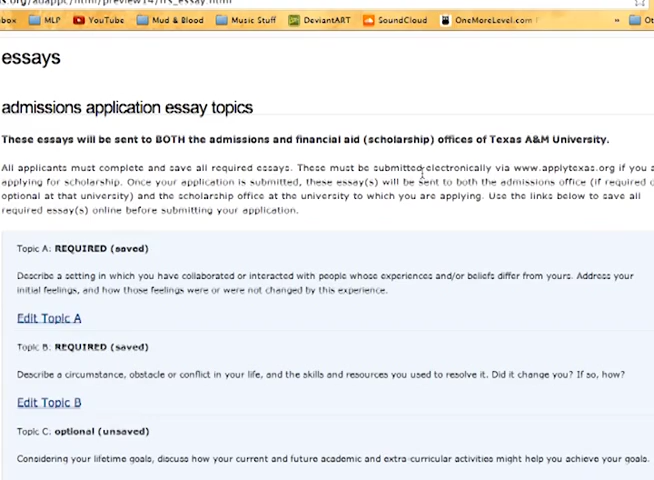 box MLP YouTube Mud & Blood Music Stuff DeviantART SoundCloud OneMoreLevel.com » Ot
essays
admissions application essay topics
These essays will be sent to BOTH the admissions and financial aid (scholarship) offices of Texas A&M University.
All applicants must complete and save all required essays. These must be submitted electronically via www.applytexas.org if you a
applying for scholarship. Once your application is submitted, these essay(s) will be sent to both the admissions office (if required o
optional at that university) and the scholarship office at the university to which you are applying. Use the links below to save all
required essay(s) online before submitting your application.
Topic A: REQUIRED (saved)
Describe a setting in which you have collaborated or interacted with people whose experiences and/or beliefs differ from yours. Address your
initial feelings, and how those feelings were or were not changed by this experience.
Edit Topic A
Topic B: REQUIRED (saved)
Describe a circumstance, obstacle or conflict in your life, and the skills and resources you used to resolve it. Did it change you? If so, how?
Edit Topic B
Topic C: optional (unsaved)
Considering your lifetime goals, discuss how your current and future academic and extra-curricular activities might help you achieve your goals.